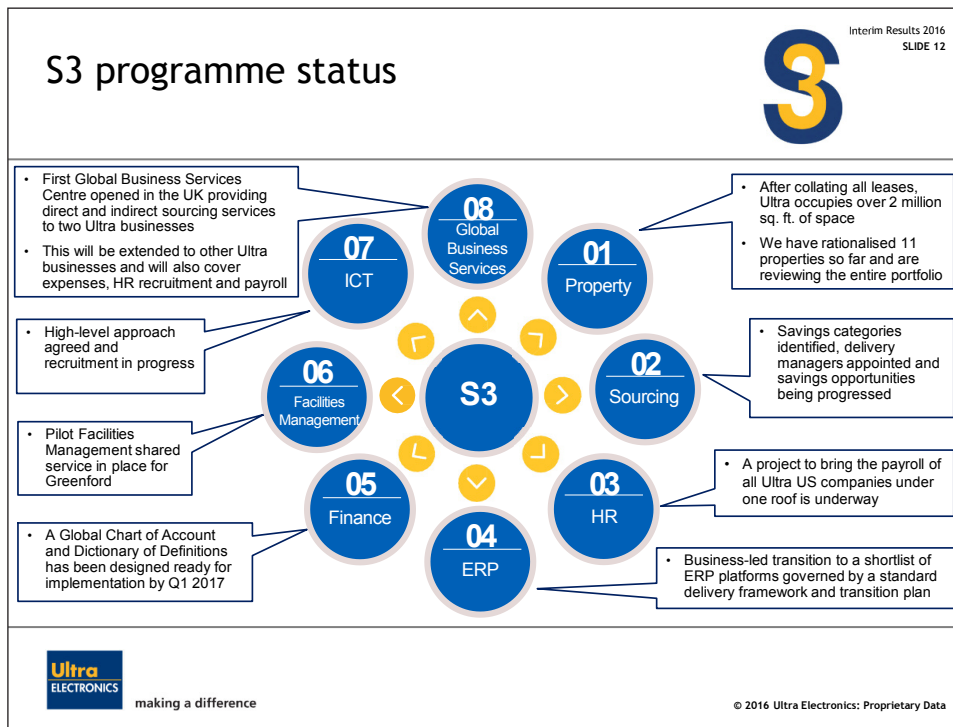 Interim Results 2016
SLIDE 12
S3 programme status
S3
• First Global Business Services
Centre opened in the UK providing
direct and indirect sourcing services
to two Ultra businesses
• This will be extended to other Ultra
businesses and will also cover
expenses, HR recruitment and payroll
• High-level approach
agreed and
recruitment in progress
• Pilot Facilities
Management shared
service in place for
Greenford
• A Global Chart of Account
and Dictionary of Definitions
has been designed ready for
implementation by Q1 2017
08
Global
Business
Services
07
ICT
06
Facilities
Management
05
Finance
S3
01
Property
02
Sourcing
03
HR
04
ERP
• After collating all leases,
Ultra occupies over 2 million
sq. ft. of space
• We have rationalised 11
properties so far and are
reviewing the entire portfolio
• Savings categories
identified, delivery
managers appointed and
savings opportunities
being progressed
• A project to bring the payroll of
all Ultra US companies under
one roof is underway
• Business-led transition to a shortlist of
ERP platforms governed by a standard
delivery framework and transition plan
Ultra
ELECTRONICS
making a difference
© 2016 Ultra Electronics: Proprietary Data